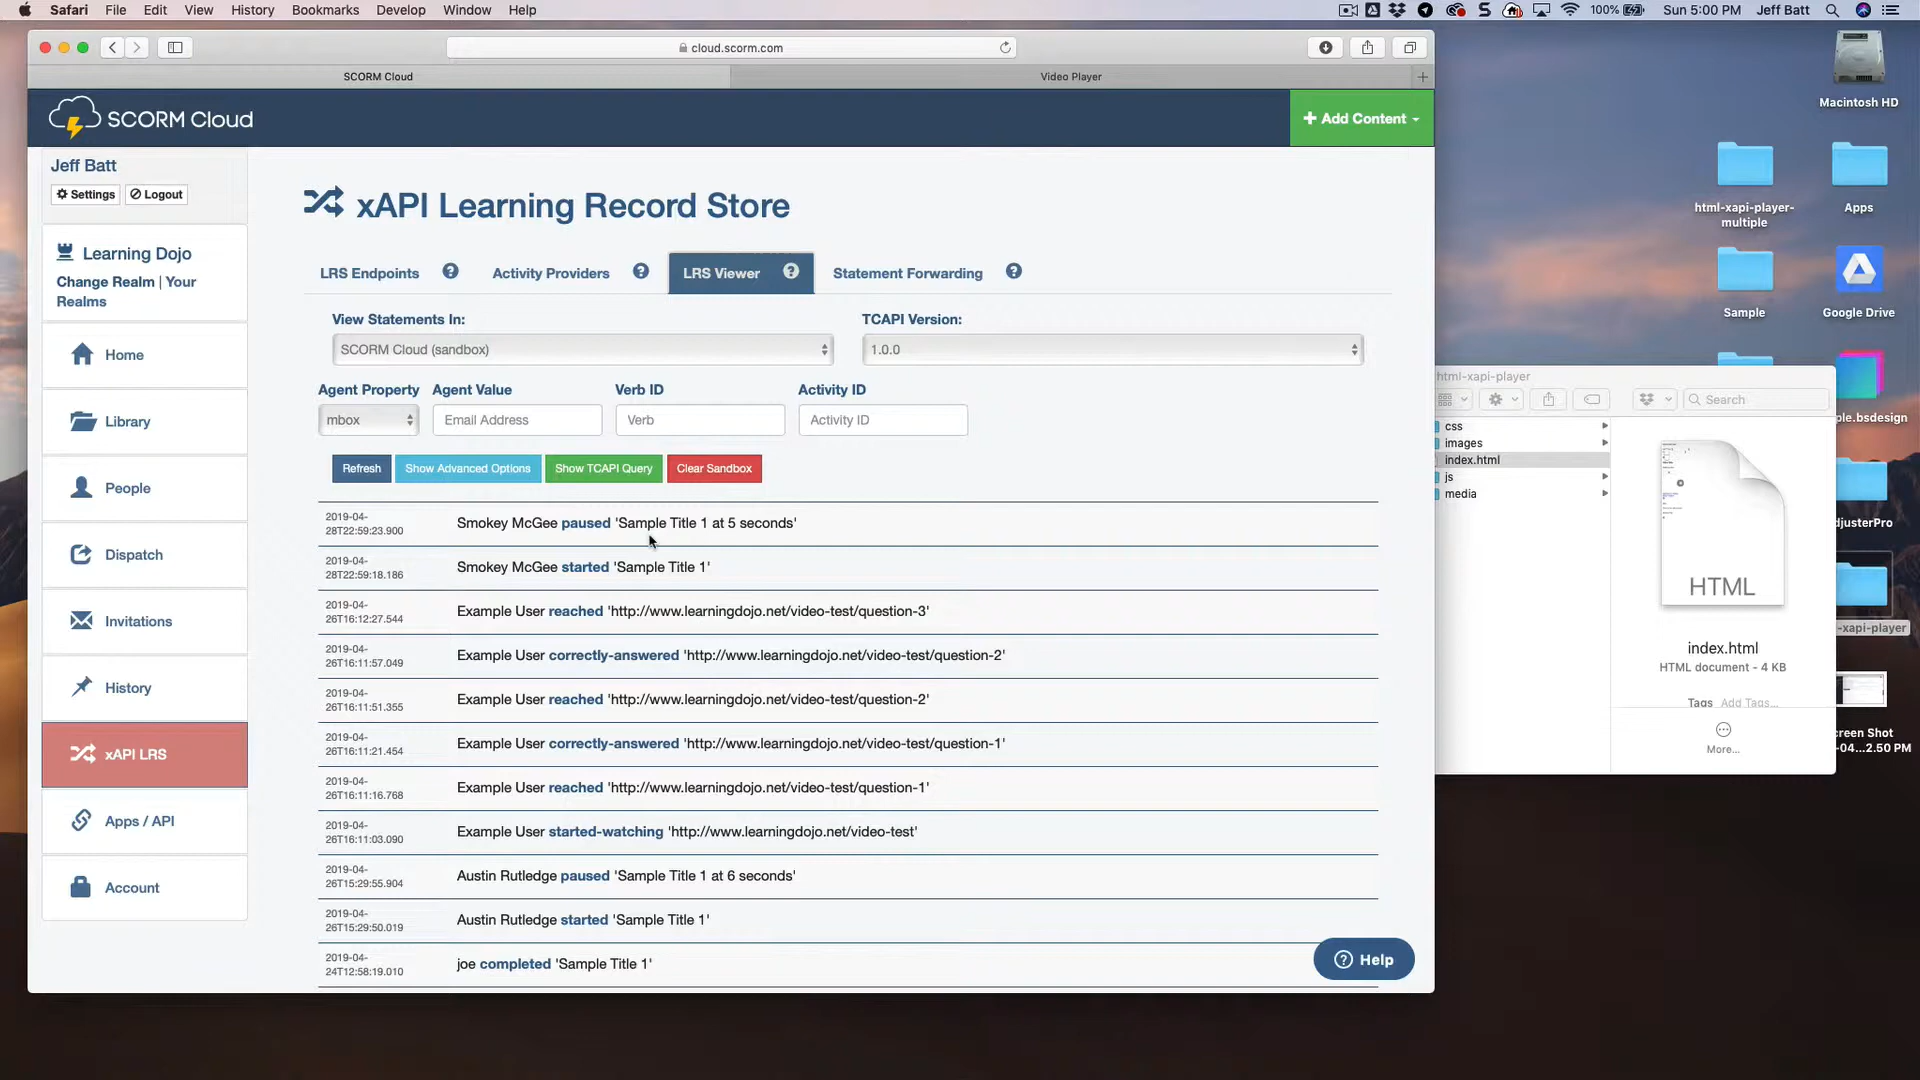 Safari File Edit View History Bookmarks Develop Window Help
100% Sun 5:00 PM Jeff Batt
cloud.scorm.com
SCORM Cloud
Video Player
SCORM Cloud
+ Add Content
Jeff Batt
Settings
Logout
Learning Dojo
Change Realm | Your
Realms
Home
Library
People
Dispatch
Invitations
History
xAPI LRS
Apps / API
Account
xAPI Learning Record Store
LRS Endpoints ?
Activity Providers ?
LRS Viewer ?
Statement Forwarding ?
View Statements In:
TCAPI Version:
SCORM Cloud (sandbox)
1.0.0
Agent Property
Agent Value
Verb ID
Activity ID
mbox
Email Address
Verb
Activity ID
Refresh
Show Advanced Options
Show TCAPI Query
Clear Sandbox
2019-04-
28T22:59:23.900
Smokey McGee paused 'Sample Title 1 at 5 seconds'
2019-04-
28T22:59:18.186
Smokey McGee started 'Sample Title 1'
2019-04-
26T16:12:27.544
Example User reached 'http://www.learningdojo.net/video-test/question-3'
2019-04-
26T16:11:57.049
Example User correctly-answered 'http://www.learningdojo.net/video-test/question-2'
2019-04-
26T16:11:51.355
Example User reached 'http://www.learningdojo.net/video-test/question-2'
2019-04-
26T16:11:21.454
Example User correctly-answered 'http://www.learningdojo.net/video-test/question-1'
2019-04-
26T16:11:16.768
Example User reached 'http://www.learningdojo.net/video-test/question-1'
2019-04-
26T16:11:03.090
Example User started-watching 'http://www.learningdojo.net/video-test'
2019-04-
26T15:29:55.904
Austin Rutledge paused 'Sample Title 1 at 6 seconds'
2019-04-
26T15:29:50.019
Austin Rutledge started 'Sample Title 1'
2019-04-
24T12:58:19.010
joe completed 'Sample Title 1'
? Help
html-xapi-player
Search
css
images
index.html
js
media
HTML
index.html
HTML document - 4 KB
Tags Add Tags...
More...
Macintosh HD
html-xapi-player-
multiple
Apps
Sample
Google Drive
ple.bsdesign
djusterPro
-xapi-player
creen Shot
-04...2.50 PM